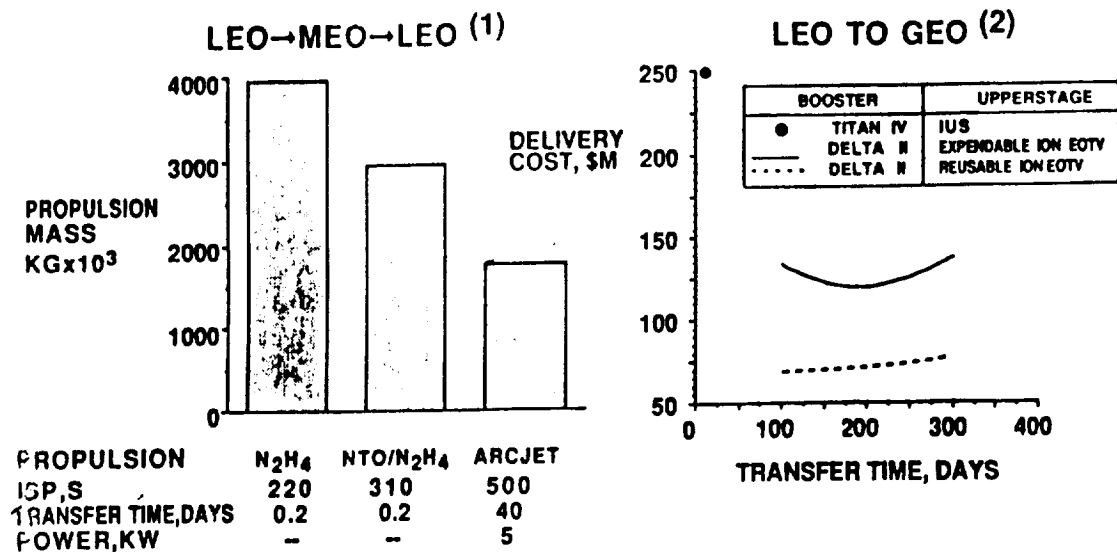 LEO→MEO→LEO (1)
4000
3000
2000
1000
0
PROPULSION
MASS
KGx10³
PROPULSION N₂H₄ NTO/N₂H₄ ARCJET
ISP,S 220 310 500
TRANSFER TIME,DAYS 0.2 0.2 40
POWER,KW -- -- 5
LEO TO GEO (2)
DELIVERY
COST, $M
250
200
150
100
50
BOOSTER UPPERSTAGE
● TITAN IV IUS
DELTA II EXPENDABLE ION EOTV
DELTA II REUSABLE ION EOTV
0 100 200 300 400
TRANSFER TIME, DAYS